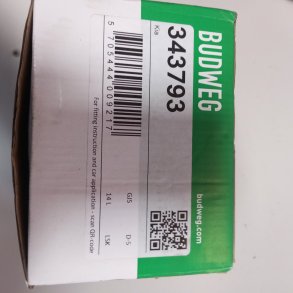 BUDWEG
343793
Kia
5 705444 009217
GIS
D-5
14 L
LSK
For fitting instruction and car application - scan QR-code
budweg.com